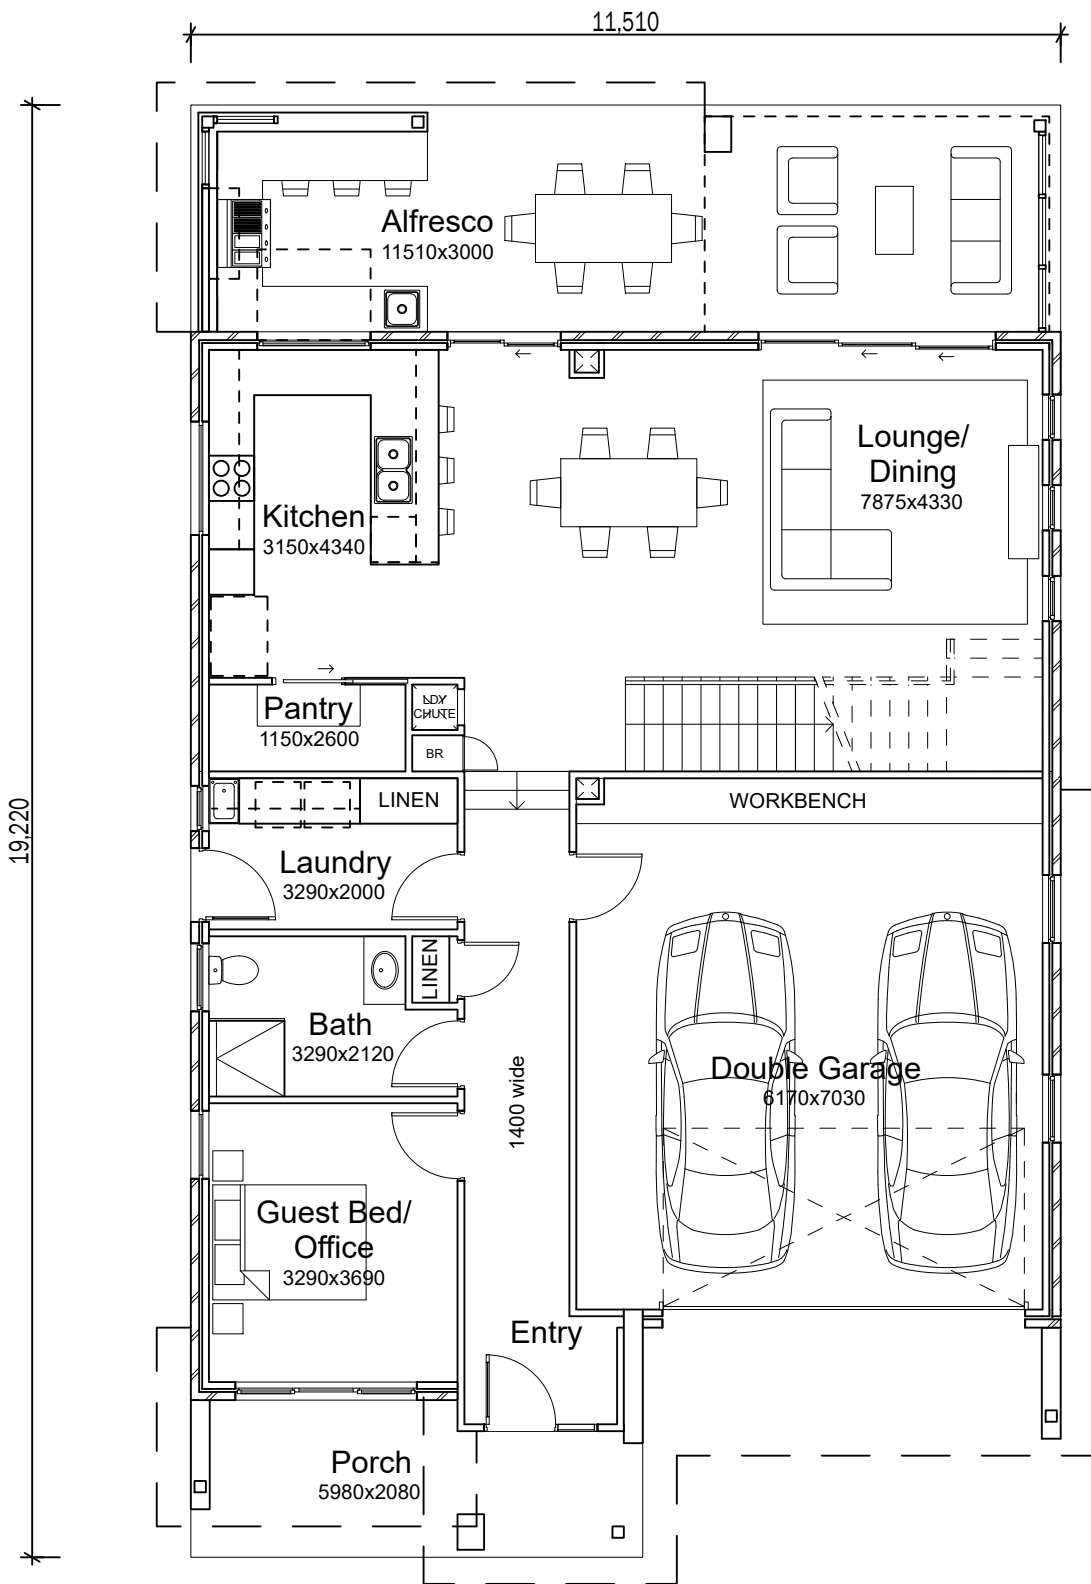 11,510
19,220
Alfresco
11510x3000
Lounge/
Dining
7875x4330
Kitchen
3150x4340
Pantry
1150x2600
LDY
CHUTE
BR
LINEN
WORKBENCH
Laundry
3290x2000
LINEN
Bath
3290x2120
1400 wide
Double Garage
6170x7030
Guest Bed/
Office
3290x3690
Entry
Porch
5980x2080